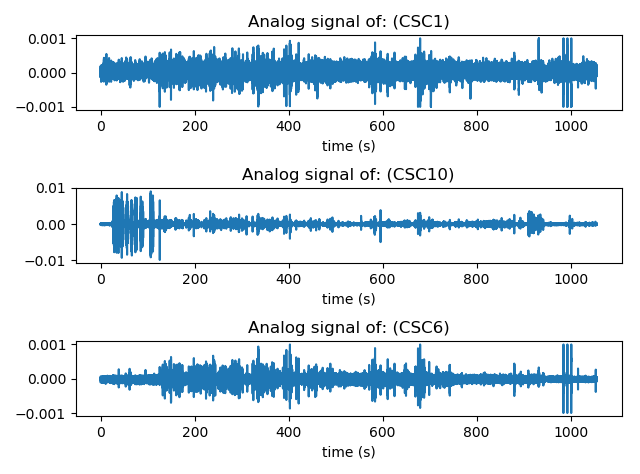 Analog signal of: (CSC1)
0.001
0.000
−0.001
0 200 400 600 800 1000
time (s)
Analog signal of: (CSC10)
0.01
0.00
−0.01
0 200 400 600 800 1000
time (s)
Analog signal of: (CSC6)
0.001
0.000
−0.001
0 200 400 600 800 1000
time (s)